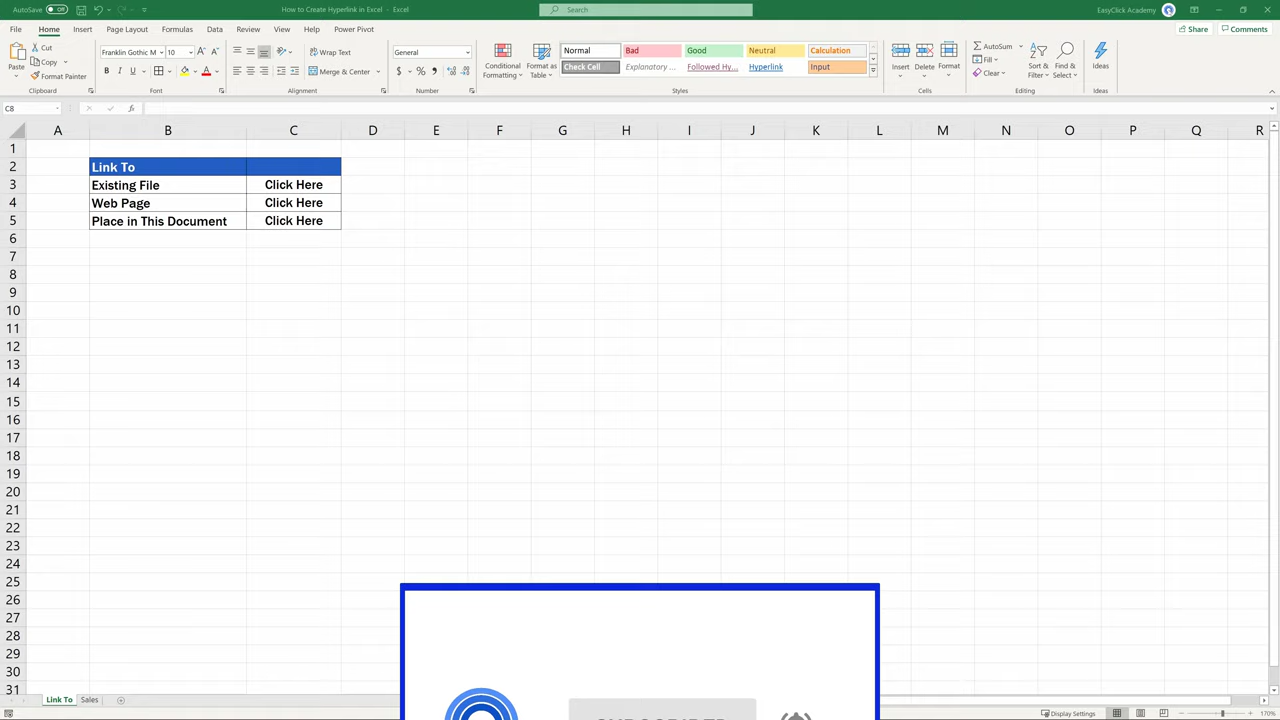 AutoSave Off How to Create Hyperlink in Excel - Excel Search EasyClick Academy
File Home Insert Page Layout Formulas Data Review View Help Power Pivot Share Comments
Paste Cut Copy Format Painter Clipboard
Franklin Gothic M 10 B I U Font
Wrap Text Merge & Center Alignment
General $ % Number
Conditional Formatting Format as Table
Normal Bad Good Neutral Calculation
Check Cell Explanatory ... Followed Hy... Hyperlink Input
Styles
Insert Delete Format Cells
AutoSum Fill Clear Sort & Filter Find & Select Editing
Ideas Ideas
C8 fx
A B C D E F G H I J K L M N O P Q R
1
2 Link To
3 Existing File Click Here
4 Web Page Click Here
5 Place in This Document Click Here
6
7
8
9
10
11
12
13
14
15
16
17
18
19
20
21
22
23
24
25
26
27
28
29
30
31
Link To Sales
Display Settings 170%